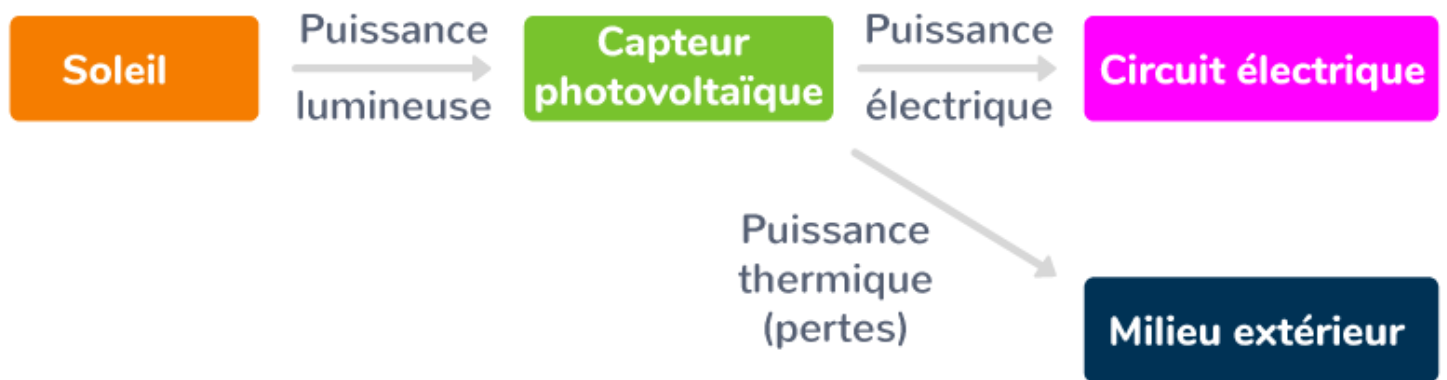 Soleil
Puissance
lumineuse
Capteur
photovoltaïque
Puissance
électrique
Circuit électrique
Puissance
thermique
(pertes)
Milieu extérieur